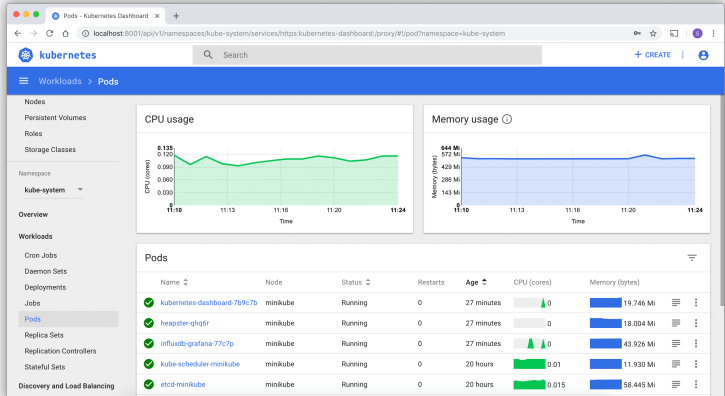 Pods - Kubernetes Dashboard
localhost:8001/api/v1/namespaces/kube-system/services/https:kubernetes-dashboard:/proxy/#!/pod?namespace=kube-system
S
kubernetes
Search
+ CREATE
Workloads > Pods
Nodes
Persistent Volumes
Roles
Storage Classes
Namespace
kube-system
Overview
Workloads
Cron Jobs
Daemon Sets
Deployments
Jobs
Pods
Replica Sets
Replication Controllers
Stateful Sets
Discovery and Load Balancing
CPU usage
CPU (cores)
0.135
0.120
0.090
0.060
0.030
0
11:10 11:13 11:16 11:20 11:24
Time
Memory usage
Memory (bytes)
644 Mi
572 Mi
429 Mi
286 Mi
143 Mi
0
11:10 11:13 11:16 11:20 11:24
Time
Pods
Name Node Status Restarts Age CPU (cores) Memory (bytes)
kubernetes-dashboard-7b9c7b minikube Running 0 27 minutes 0 19.746 Mi
heapster-qhq6r minikube Running 0 27 minutes 0 18.004 Mi
influxdb-grafana-77c7p minikube Running 0 27 minutes 0 43.926 Mi
kube-scheduler-minikube minikube Running 0 20 hours 0.01 11.930 Mi
etcd-minikube minikube Running 0 20 hours 0.015 58.445 Mi